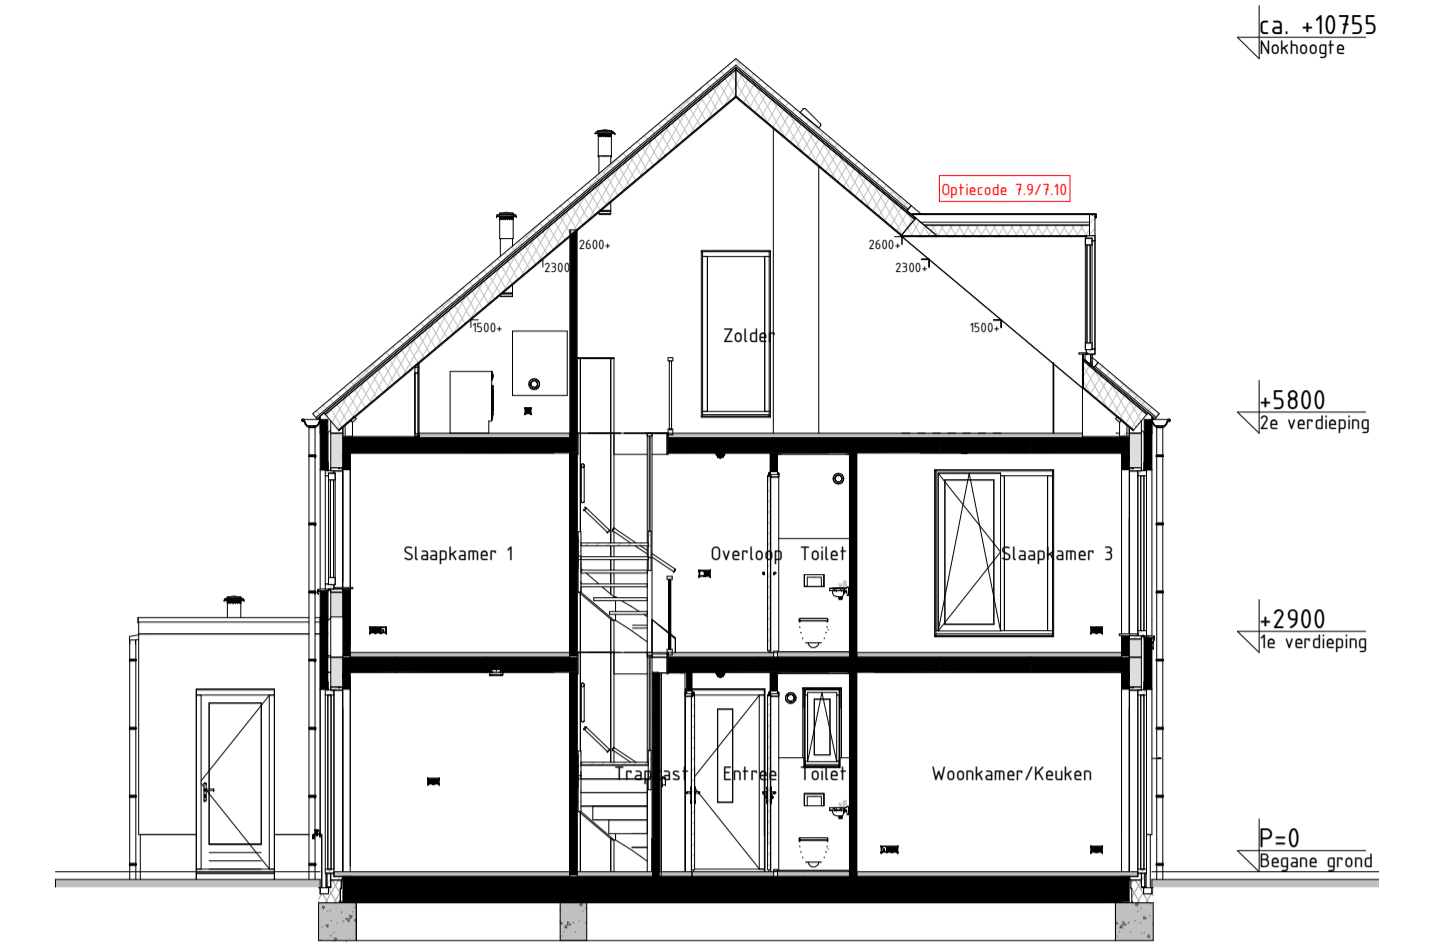 ca. +10755
Nokhoogte
Optiecode 7.9/7.10
2600+
2600+
2300
2300+
1500+
1500+
Zolder
+5800
2e verdieping
Slaapkamer 1
Overloop
Toilet
Slaapkamer 3
+2900
1e verdieping
Trapkast
Entree
Toilet
Woonkamer/Keuken
P=0
Begane grond